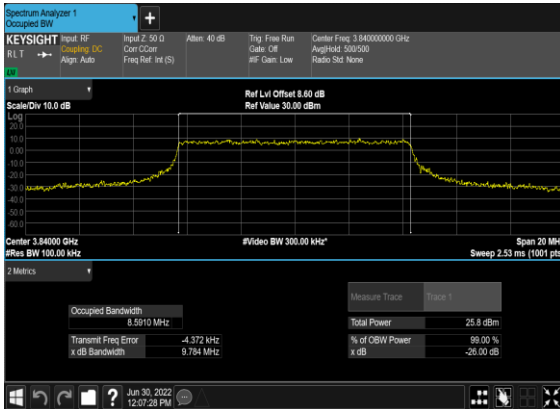 Spectrum Analyzer 1
Occupied BW
+
KEYSIGHT Input: RF Input Z: 50 Ω Atten: 40 dB Trig: Free Run Center Freq: 3.840000000 GHz
RLT Coupling: DC Corr CCorr Gate: Off Avg|Hold: 500/500
Align: Auto Freq Ref: Int (S) #IF Gain: Low Radio Std: None
1 Graph
Ref Lvl Offset 8.60 dB
Scale/Div 10.0 dB Ref Value 30.00 dBm
Log
20.0
10.0
0.00
-10.0
-20.0
-30.0
-40.0
-50.0
-60.0
Center 3.84000 GHz #Video BW 300.00 kHz* Span 20 MH
#Res BW 100.00 kHz Sweep 2.53 ms (1001 pts
2 Metrics
Measure Trace Trace 1
Occupied Bandwidth
8.5910 MHz Total Power 25.8 dBm
Transmit Freq Error -4.372 kHz % of OBW Power 99.00 %
x dB Bandwidth 9.784 MHz x dB -26.00 dB
? Jun 30, 2022
12:07:28 PM